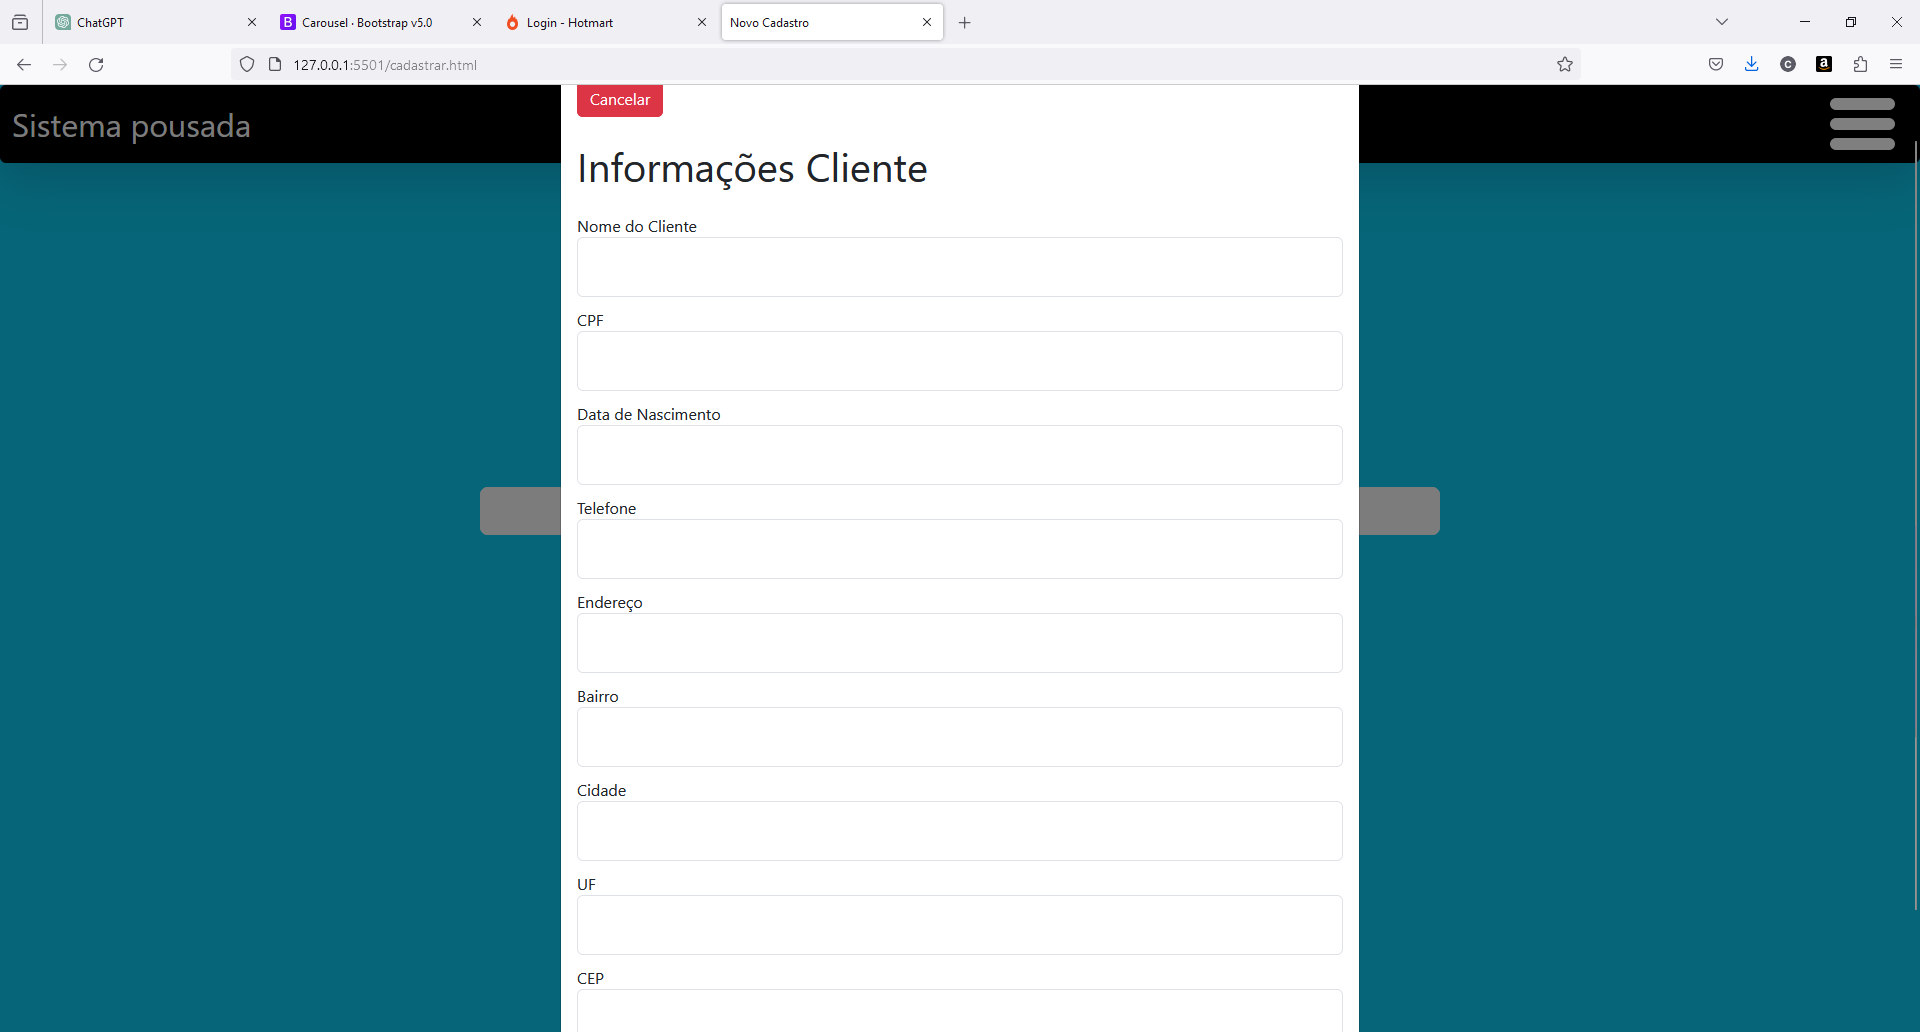 ChatGPT
Carousel · Bootstrap v5.0
Login - Hotmart
Novo Cadastro
127.0.0.1:5501/cadastrar.html
C
a
B
Sistema pousada
Cancelar
Informações Cliente
Nome do Cliente
CPF
Data de Nascimento
Telefone
Endereço
Bairro
Cidade
UF
CEP